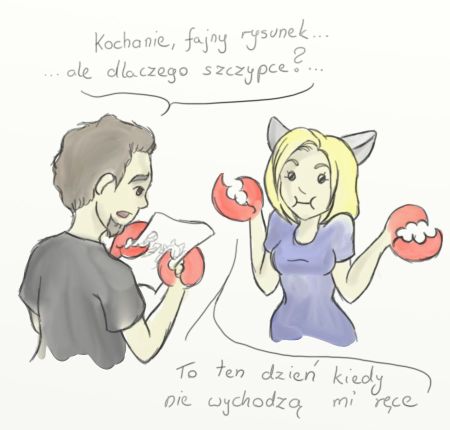 Kochanie, fajny rysunek...
...ale dlaczego szczypce?...
To ten dzień kiedy
nie wychodzą mi ręce